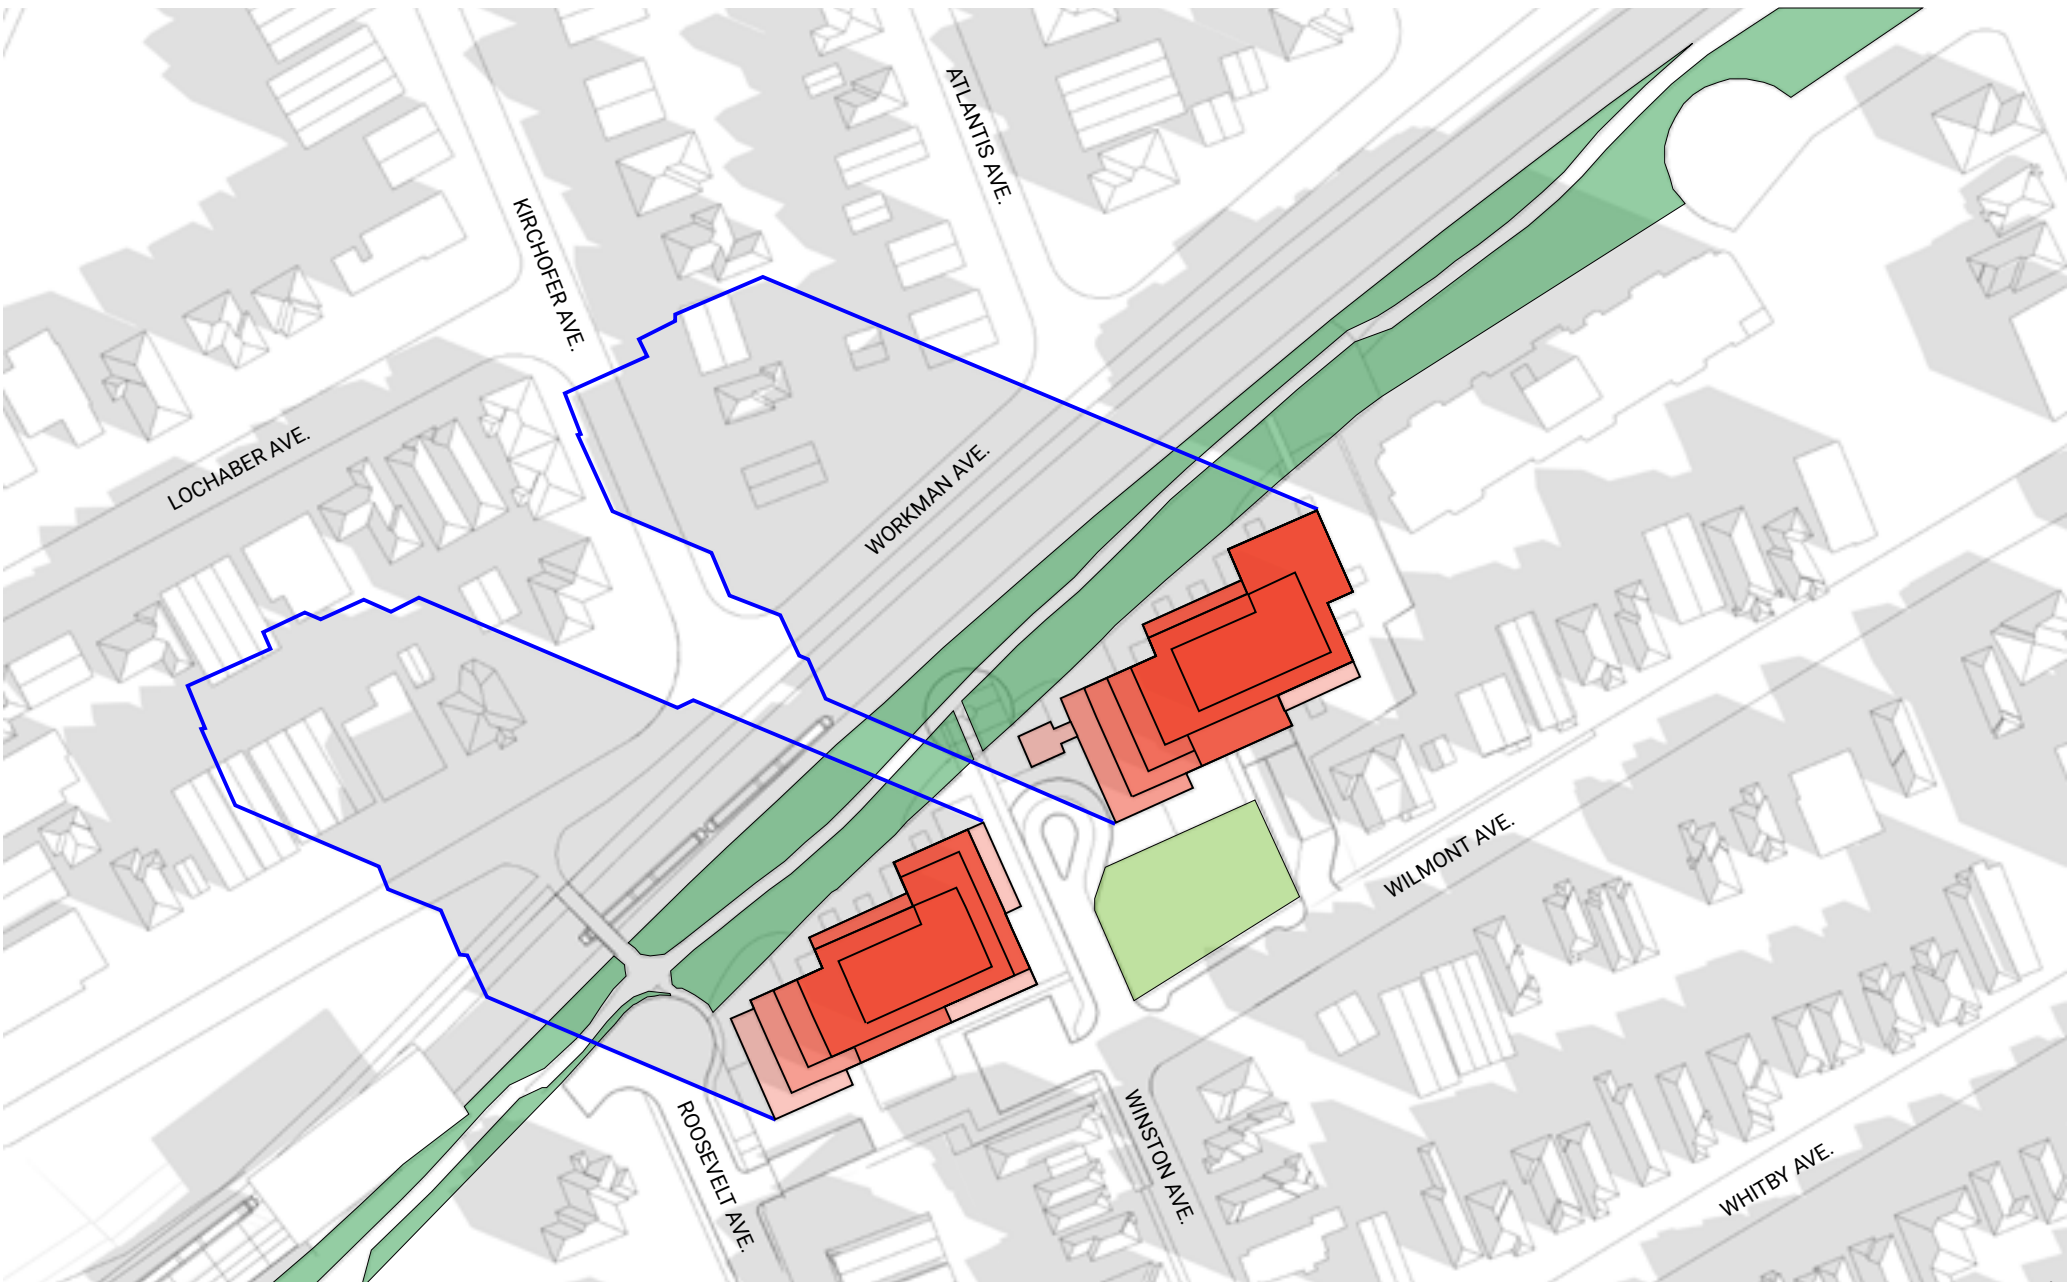 ATLANTIS AVE.
KIRCHOFER AVE.
LOCHABER AVE.
WORKMAN AVE.
WILMONT AVE.
ROOSEVELT AVE.
WINSTON AVE.
WHITBY AVE.